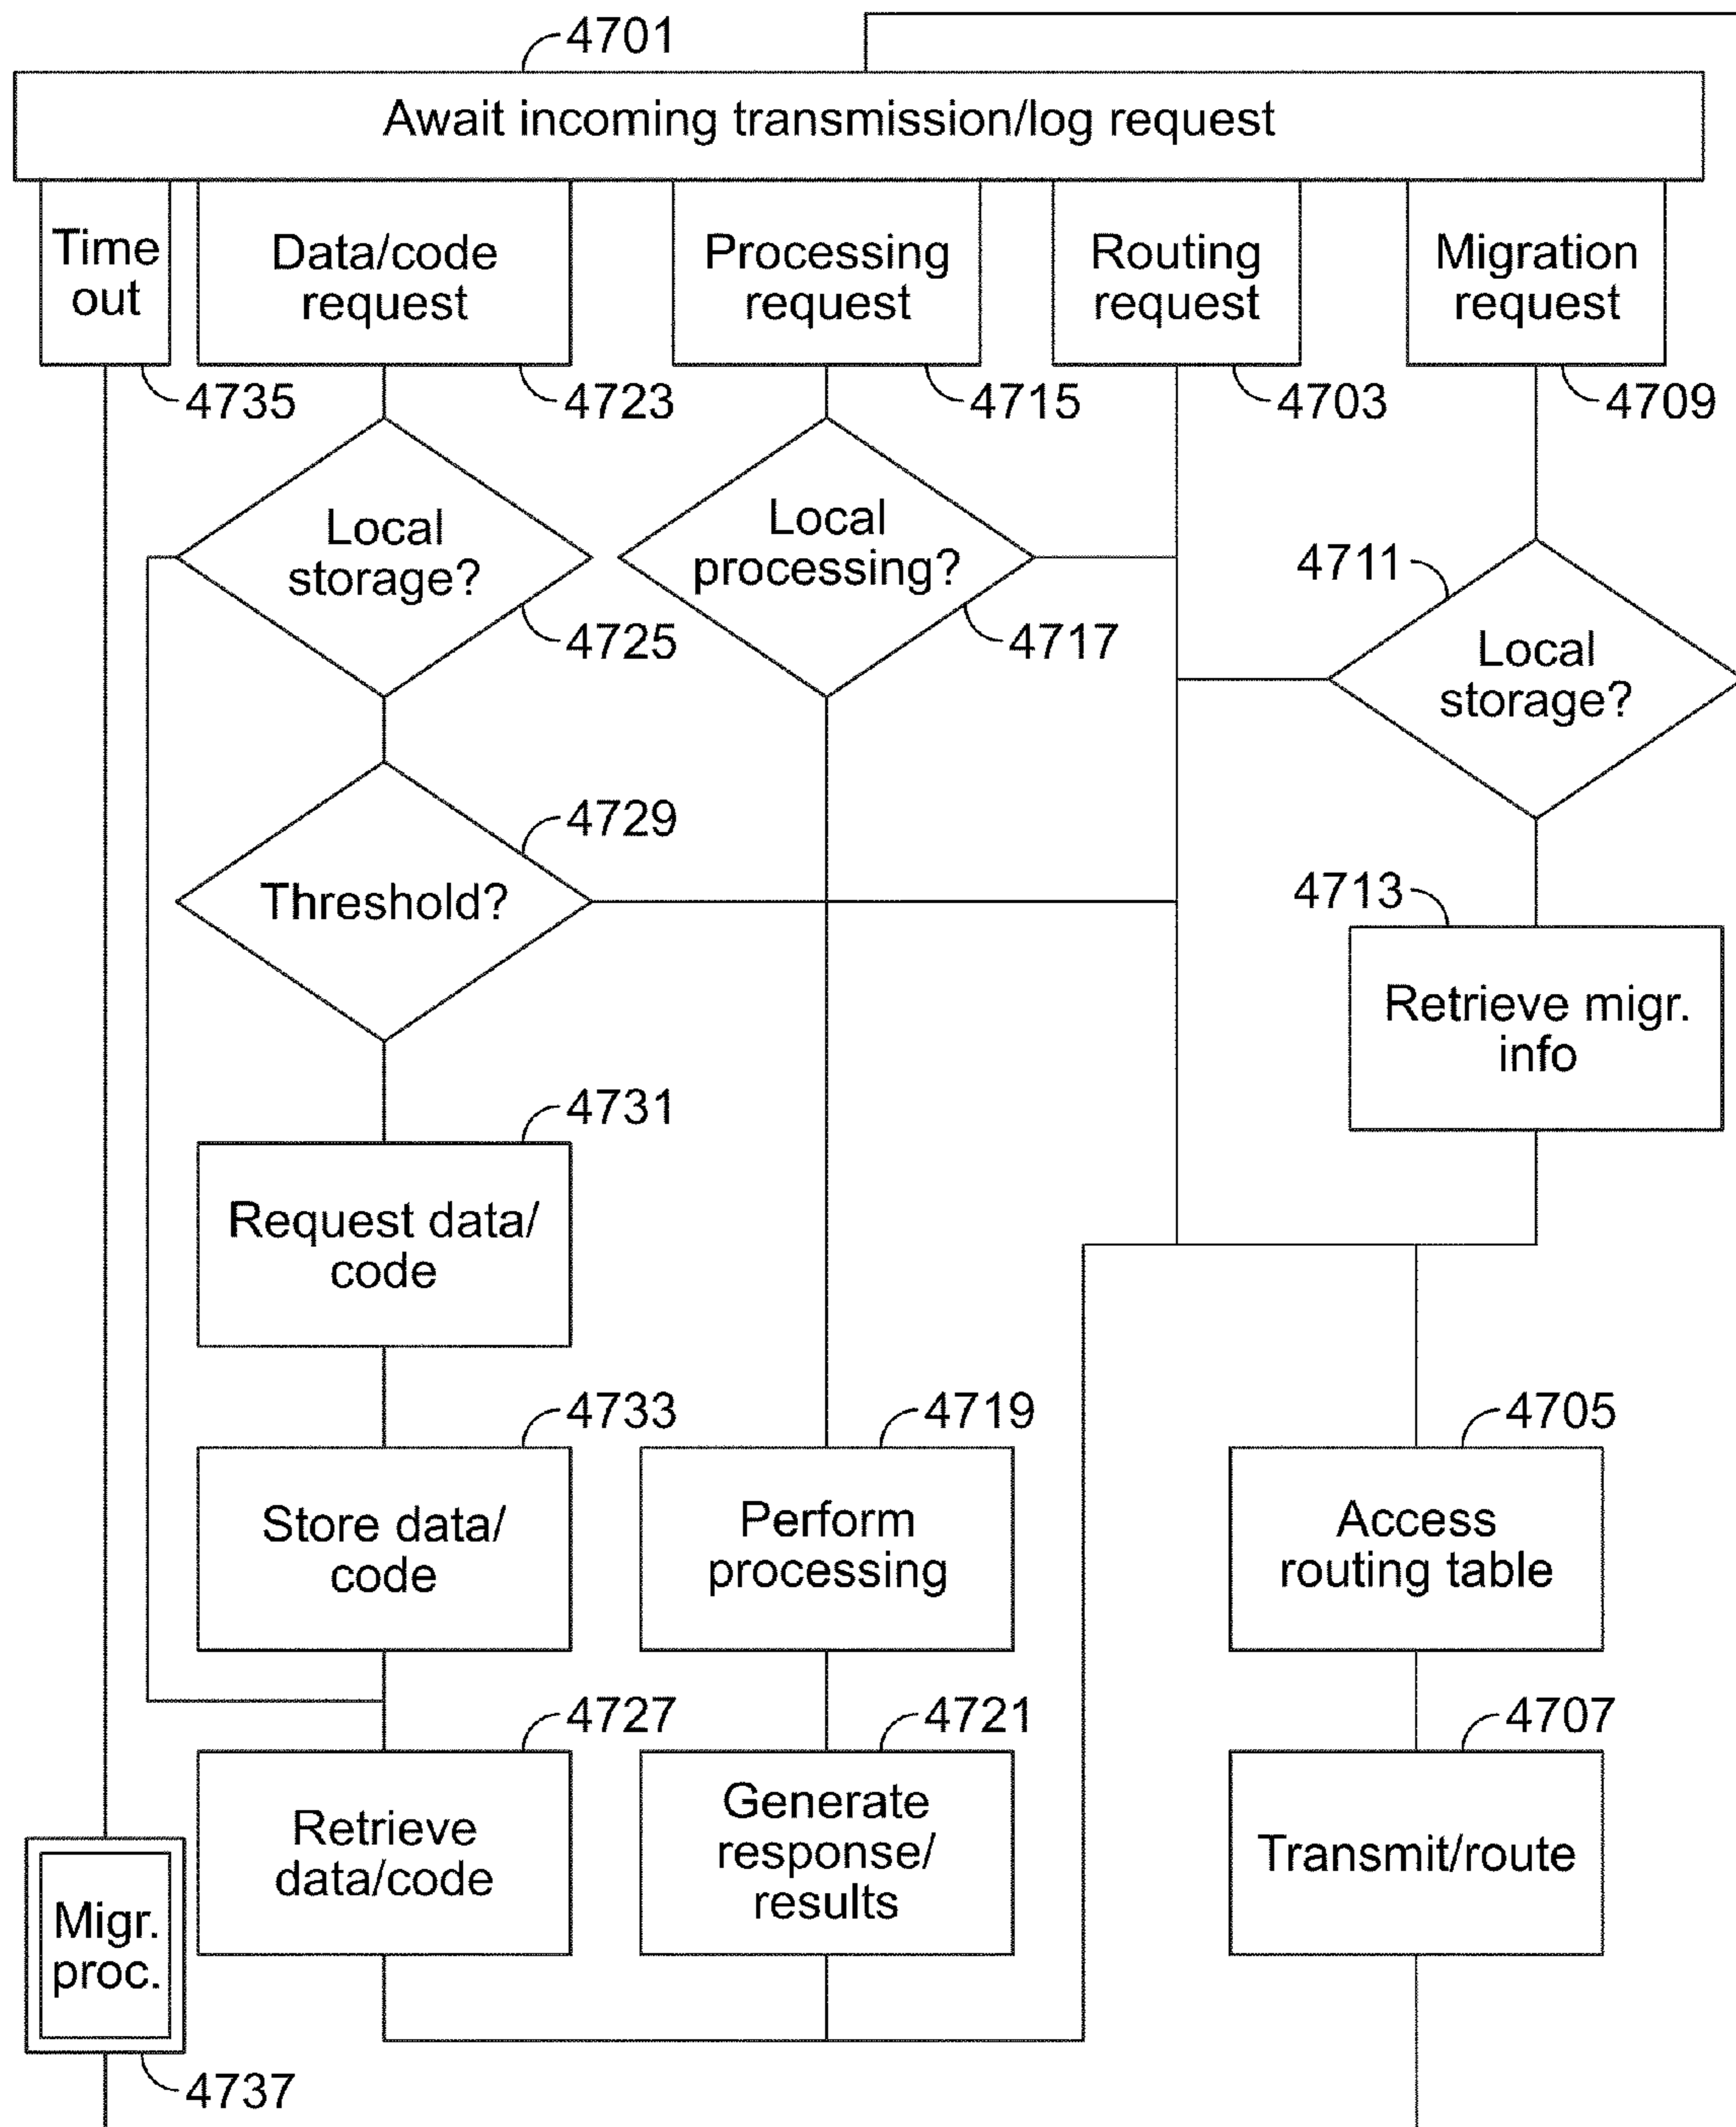 4701
Await incoming transmission/log request
Time
out
Data/code
request
Processing
request
Routing
request
Migration
request
4735
4723
4715
4703
4709
Local
storage?
4725
Local
processing?
4717
4711
Local
storage?
4729
Threshold?
4713
Retrieve migr.
info
4731
Request data/
code
4733
Store data/
code
4719
Perform
processing
4705
Access
routing table
4727
Retrieve
data/code
4721
Generate
response/
results
4707
Transmit/route
Migr.
proc.
4737